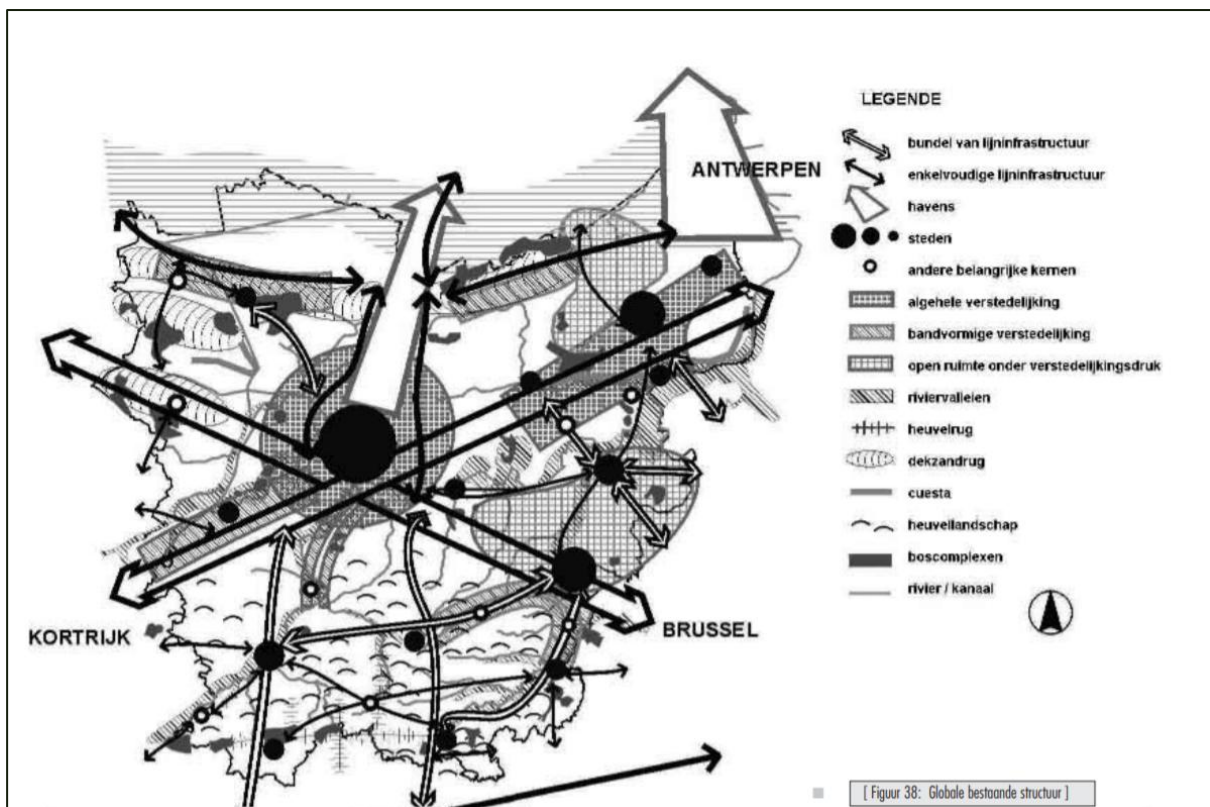 LEGENDE
bundel van lijninfrastructuur
enkelvoudige lijninfrastructuur
havens
steden
andere belangrijke kernen
algehele verstedelijking
bandvormige verstedelijking
open ruimte onder verstedelijkingsdruk
riviervalleien
heuvelrug
dekzandrug
cuesta
heuvellandschap
boscomplexen
rivier / kanaal
ANTWERPEN
KORTRIJK
BRUSSEL
[ Figuur 38: Globale bestaande structuur ]